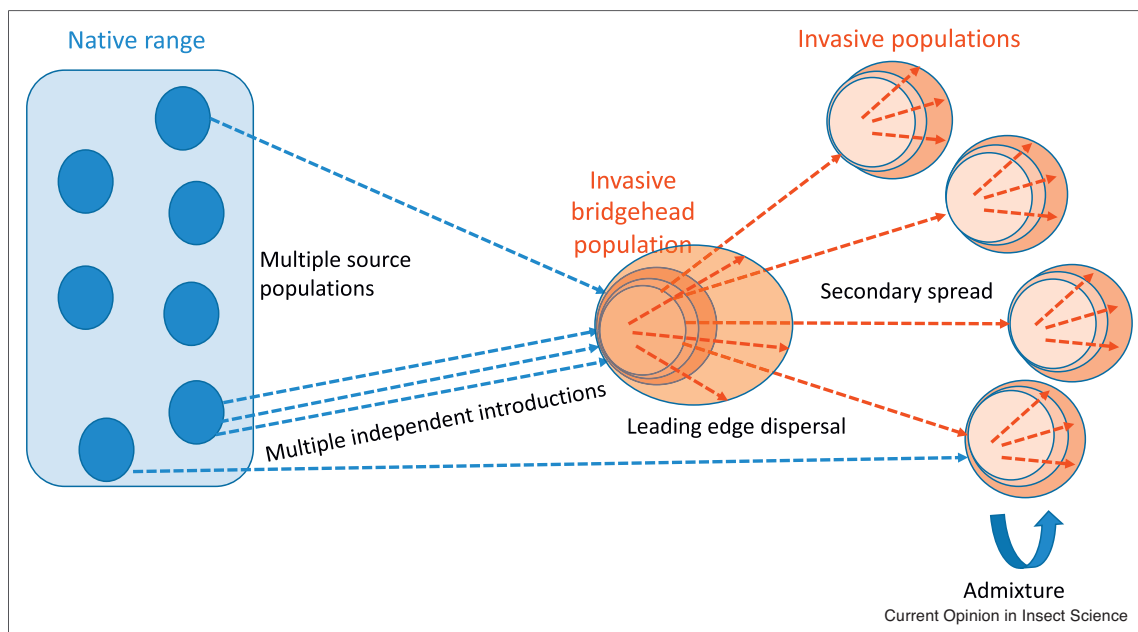 Native range
Invasive populations
Invasive
bridgehead
population
Multiple source
populations
Secondary spread
Multiple independent introductions
Leading edge dispersal
Admixture
Current Opinion in Insect Science